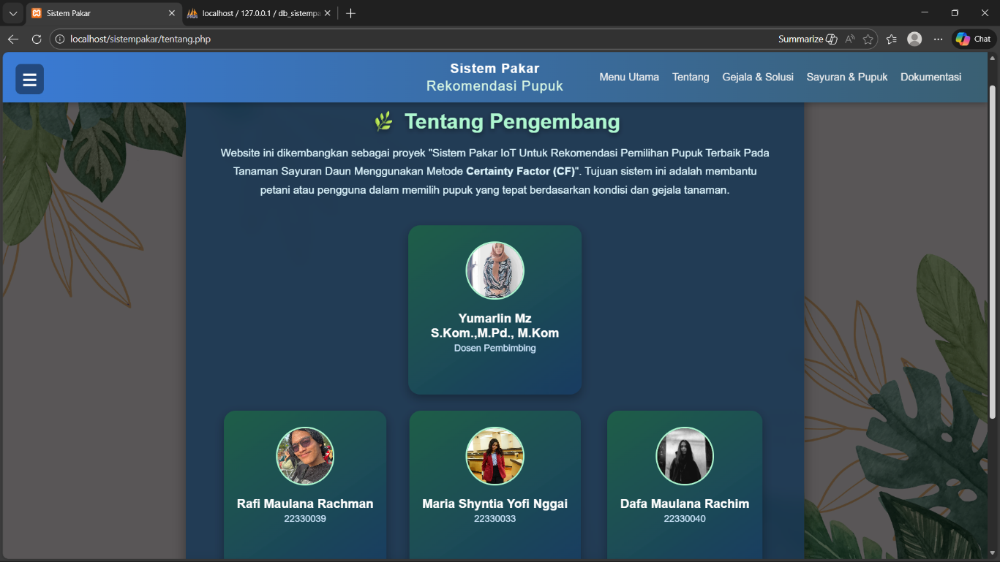 Sistem Pakar
localhost / 127.0.0.1 / db_sistempa
localhost/sistempakar/tentang.php
Summarize
Chat
Sistem Pakar
Rekomendasi Pupuk
Menu Utama
Tentang
Gejala & Solusi
Sayuran & Pupuk
Dokumentasi
Tentang Pengembang
Website ini dikembangkan sebagai proyek "Sistem Pakar IoT Untuk Rekomendasi Pemilihan Pupuk Terbaik Pada
Tanaman Sayuran Daun Menggunakan Metode Certainty Factor (CF)". Tujuan sistem ini adalah membantu
petani atau pengguna dalam memilih pupuk yang tepat berdasarkan kondisi dan gejala tanaman.
Yumarlin Mz
S.Kom.,M.Pd., M.Kom
Dosen Pembimbing
Rafi Maulana Rachman
22330039
Maria Shyntia Yofi Nggai
22330033
Dafa Maulana Rachim
22330040